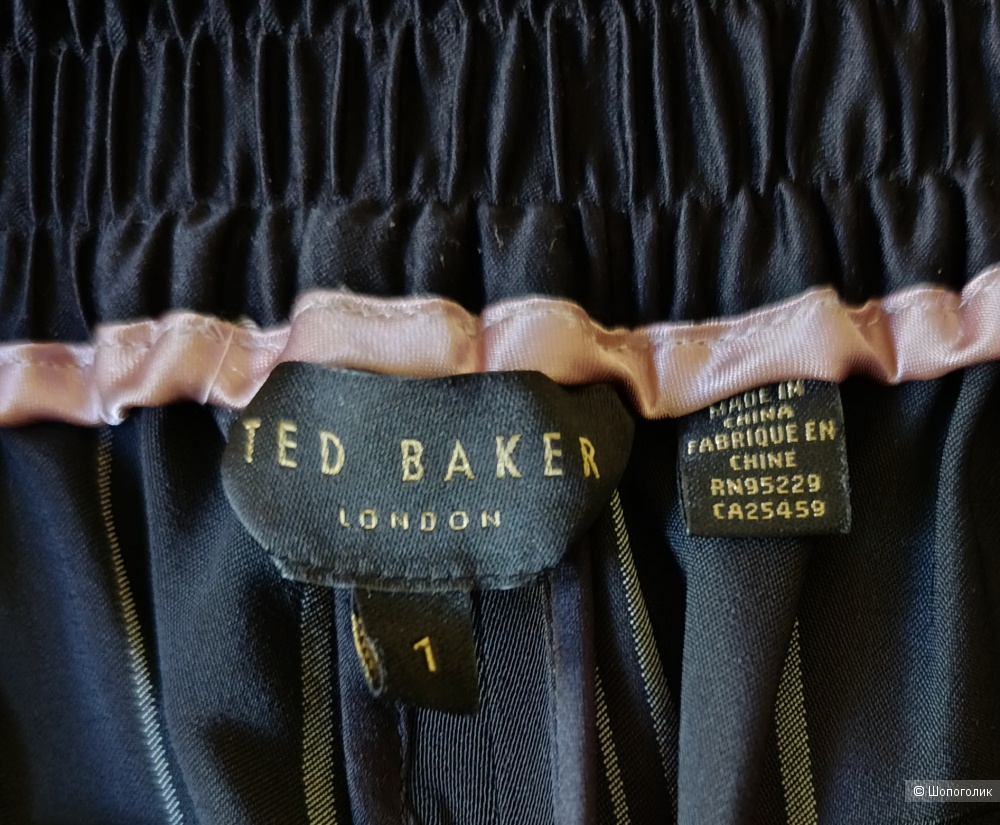 TED BAKER
LONDON
1
MADE IN
CHINA
FABRIQUE EN
CHINE
RN95229
CA25459
© Шопоголик